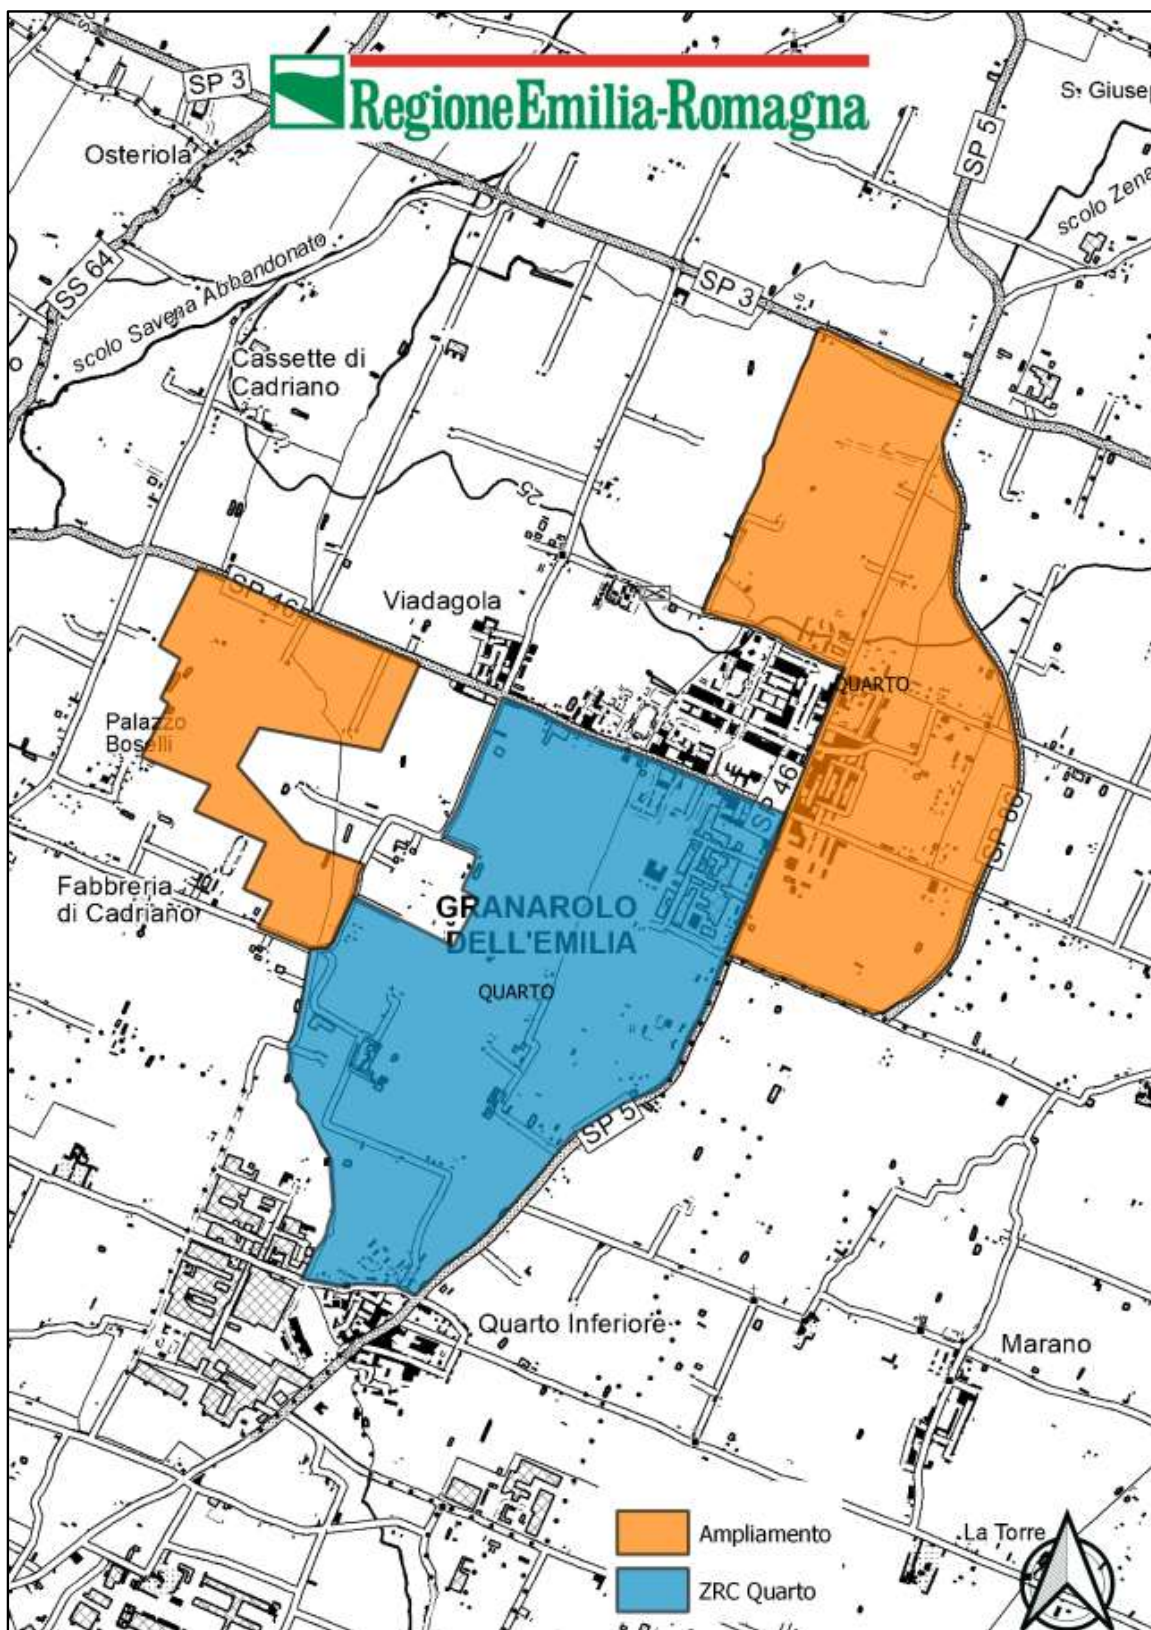 SP 3
RegioneEmilia-Romagna
SP 5
Osteriola
scolo Zena
SS 64
scolo Savena Abbandonato
SP 3
Cassette di
Cadriano
25
SP 46
Viadagola
QUARTO
Palazzo
Boselli
SP 46
Fabbreria
di Cadriano
GRANAROLO
DELL'EMILIA
QUARTO
SP 5
Quarto Inferiore
Marano
Ampliamento
La Torre
ZRC Quarto